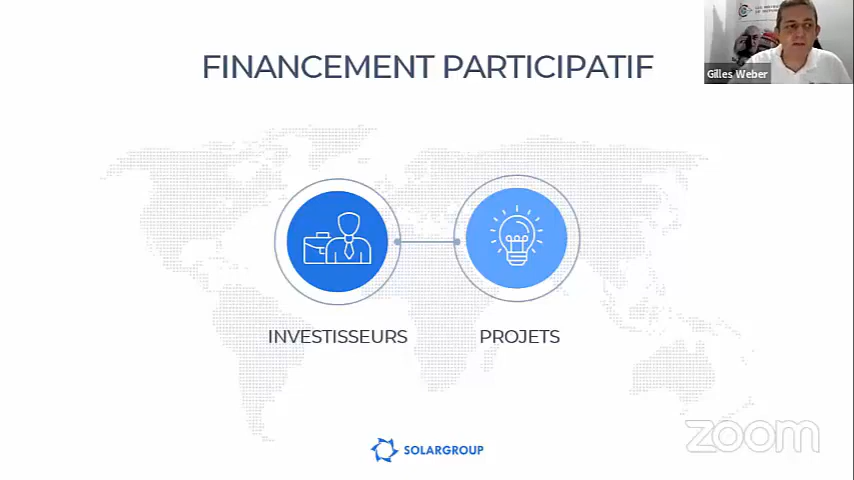 FINANCEMENT PARTICIPATIF
Gilles Weber
INVESTISSEURS
PROJETS
SOLARGROUP
zoom